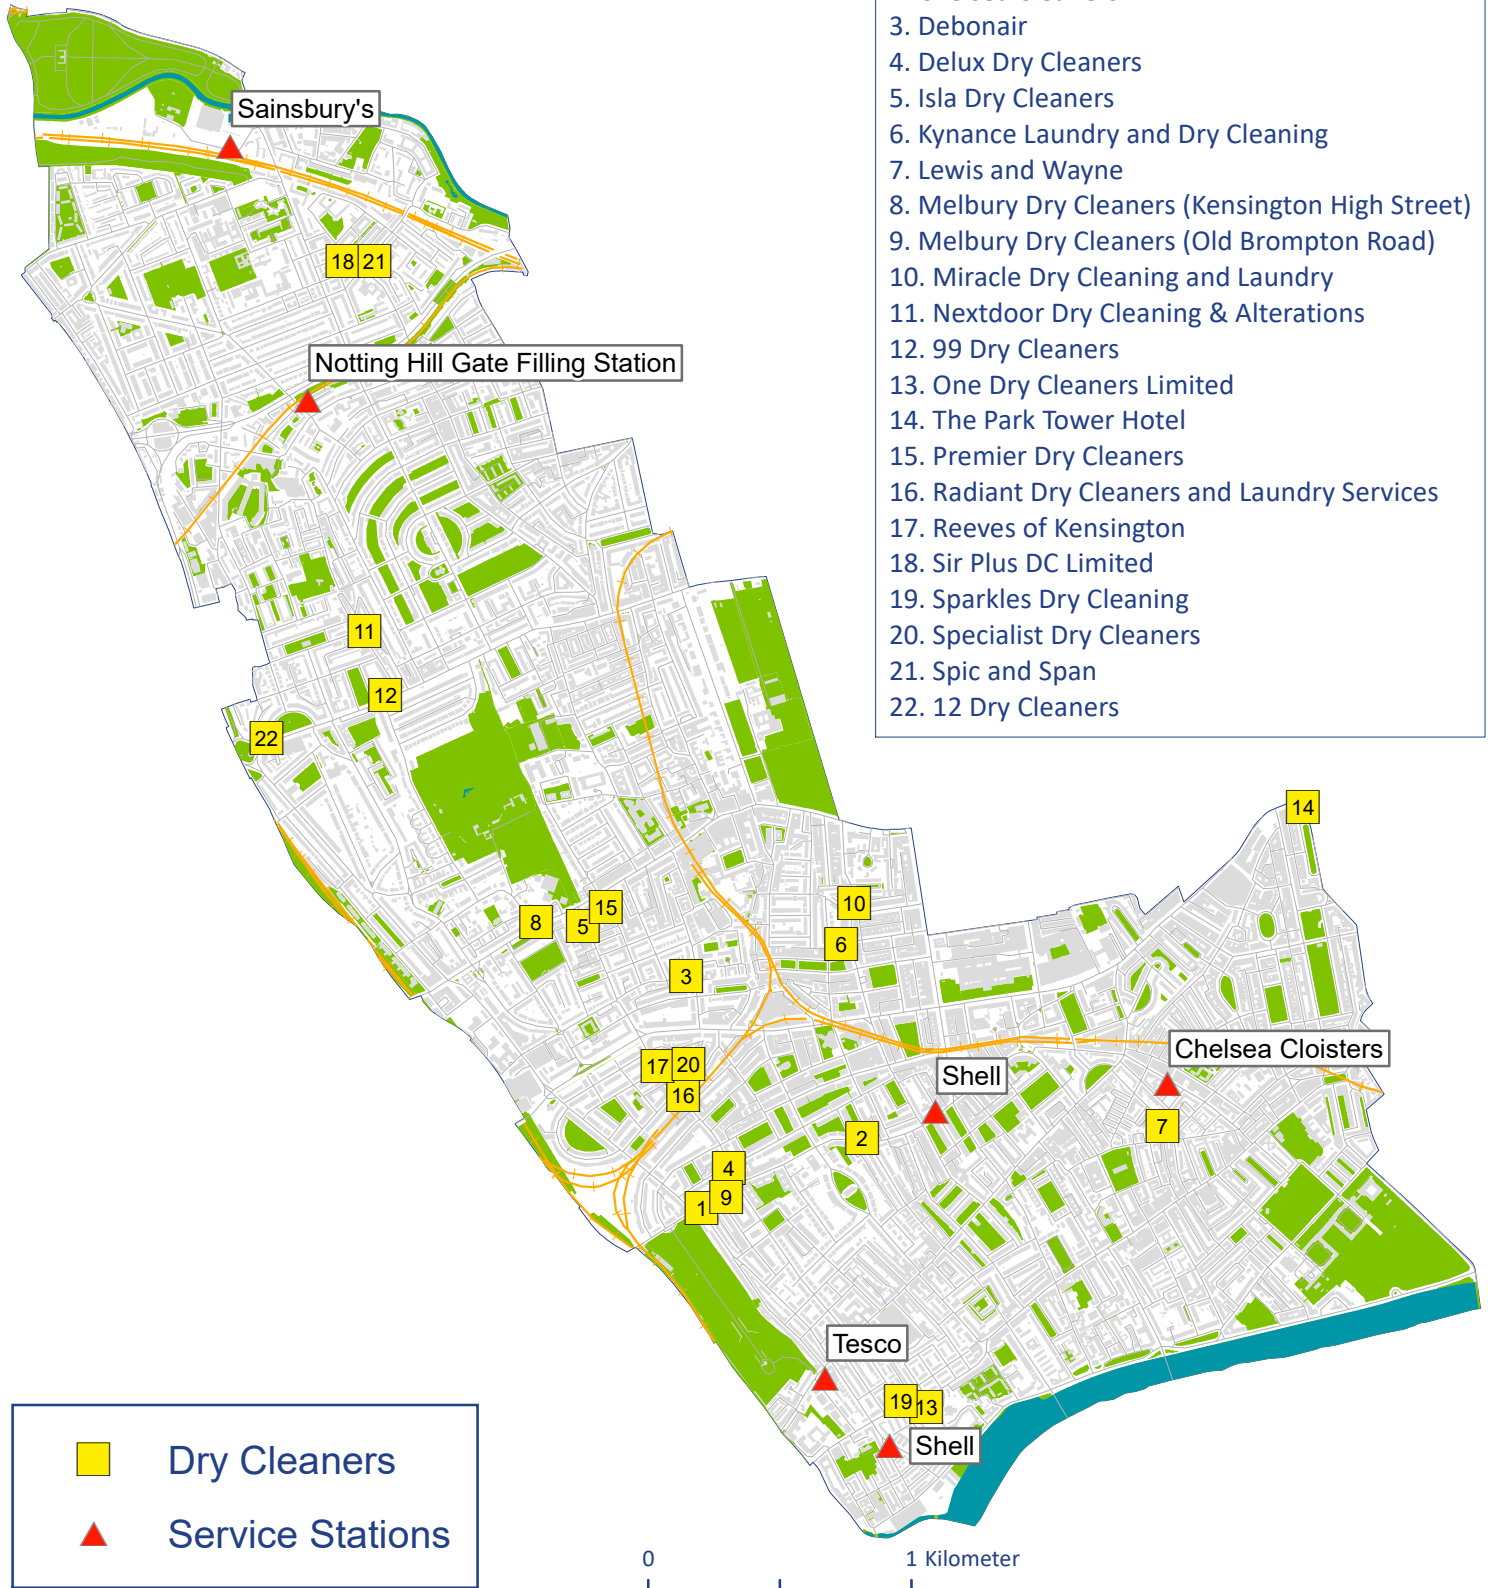 3. Debonair
4. Delux Dry Cleaners
5. Isla Dry Cleaners
6. Kynance Laundry and Dry Cleaning
7. Lewis and Wayne
8. Melbury Dry Cleaners (Kensington High Street)
9. Melbury Dry Cleaners (Old Brompton Road)
10. Miracle Dry Cleaning and Laundry
11. Nextdoor Dry Cleaning & Alterations
12. 99 Dry Cleaners
13. One Dry Cleaners Limited
14. The Park Tower Hotel
15. Premier Dry Cleaners
16. Radiant Dry Cleaners and Laundry Services
17. Reeves of Kensington
18. Sir Plus DC Limited
19. Sparkles Dry Cleaning
20. Specialist Dry Cleaners
21. Spic and Span
22. 12 Dry Cleaners
Sainsbury's
18 21
Notting Hill Gate Filling Station
11
12
22
14
10
15
8
5
6
3
Chelsea Cloisters
17 20
Shell
16
7
2
4
9
1
Tesco
19 13
Shell
Dry Cleaners
Service Stations
0 1 Kilometer